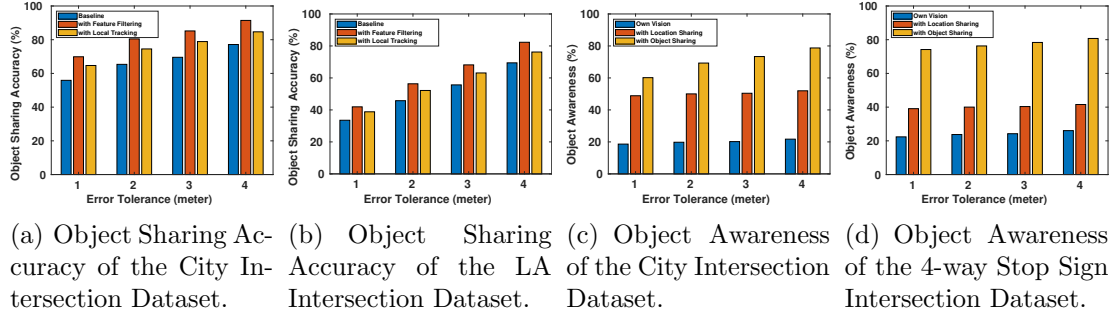 Baseline
with Feature Filtering
with Local Tracking
Object Sharing Accuracy (%)
100
80
60
40
20
0
1 2 3 4
Error Tolerance (meter)
(a) Object Sharing Ac-
curacy of the City In-
tersection Dataset.
Baseline
with Feature Filtering
with Local Tracking
Object Sharing Accuracy (%)
100
80
60
40
20
0
1 2 3 4
Error Tolerance (meter)
(b) Object Sharing
Accuracy of the LA
Intersection Dataset.
Own Vision
with Location Sharing
with Object Sharing
Object Awareness (%)
100
80
60
40
20
0
1 2 3 4
Error Tolerance (meter)
(c) Object Awareness
of the City Intersection
Dataset.
Own Vision
with Location Sharing
with Object Sharing
Object Awareness (%)
100
80
60
40
20
0
1 2 3 4
Error Tolerance (meter)
(d) Object Awareness
of the 4-way Stop Sign
Intersection Dataset.